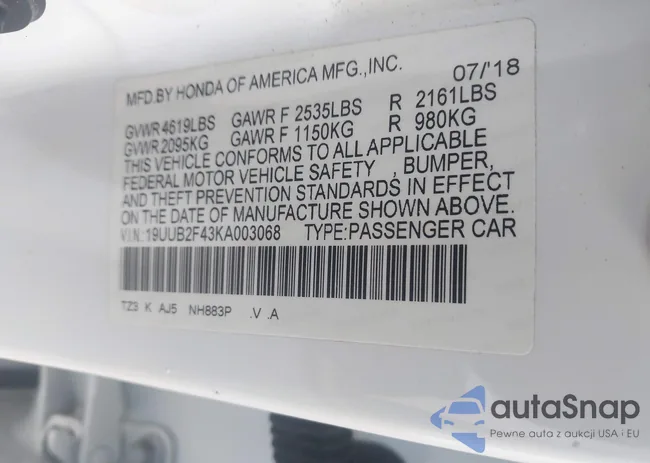 MFD.BY HONDA OF AMERICA MFG.,INC. 07/'18
GVWR 4619LBS GAWR F 2535LBS R 2161LBS
GVWR 2095KG GAWR F 1150KG R 980KG
THIS VEHICLE CONFORMS TO ALL APPLICABLE
FEDERAL MOTOR VEHICLE SAFETY , BUMPER,
AND THEFT PREVENTION STANDARDS IN EFFECT
ON THE DATE OF MANUFACTURE SHOWN ABOVE.
V.I.N: 19UUB2F43KA003068 TYPE:PASSENGER CAR
TZ3 K AJ5 NH883P .V .A
autaSnap
Pewne auta z aukcji USA i EU